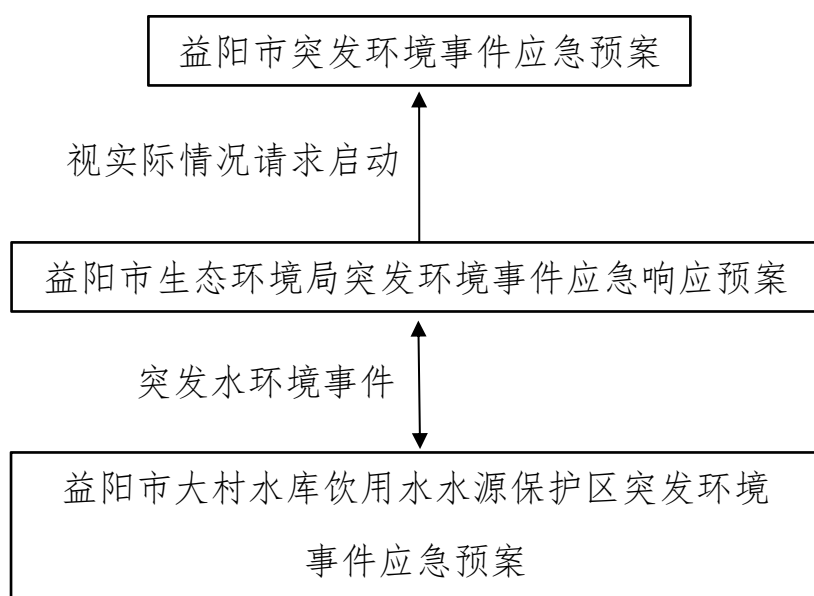 益阳市突发环境事件应急预案
视实际情况请求启动
益阳市生态环境局突发环境事件应急响应预案
突发水环境事件
益阳市大村水库饮用水水源保护区突发环境
事件应急预案